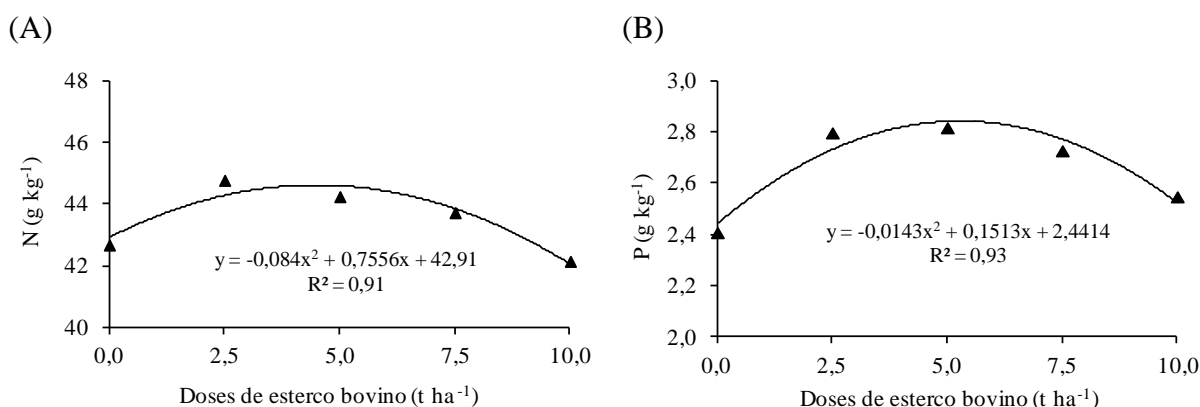 (A)
48
46
44
42
40
N (g kg⁻¹)
y = -0,084x² + 0,7556x + 42,91
R² = 0,91
0,0 2,5 5,0 7,5 10,0
Doses de esterco bovino (t ha⁻¹)
(B)
3,0
2,8
2,6
2,4
2,2
2,0
P (g kg⁻¹)
y = -0,0143x² + 0,1513x + 2,4414
R² = 0,93
0,0 2,5 5,0 7,5 10,0
Doses de esterco bovino (t ha⁻¹)